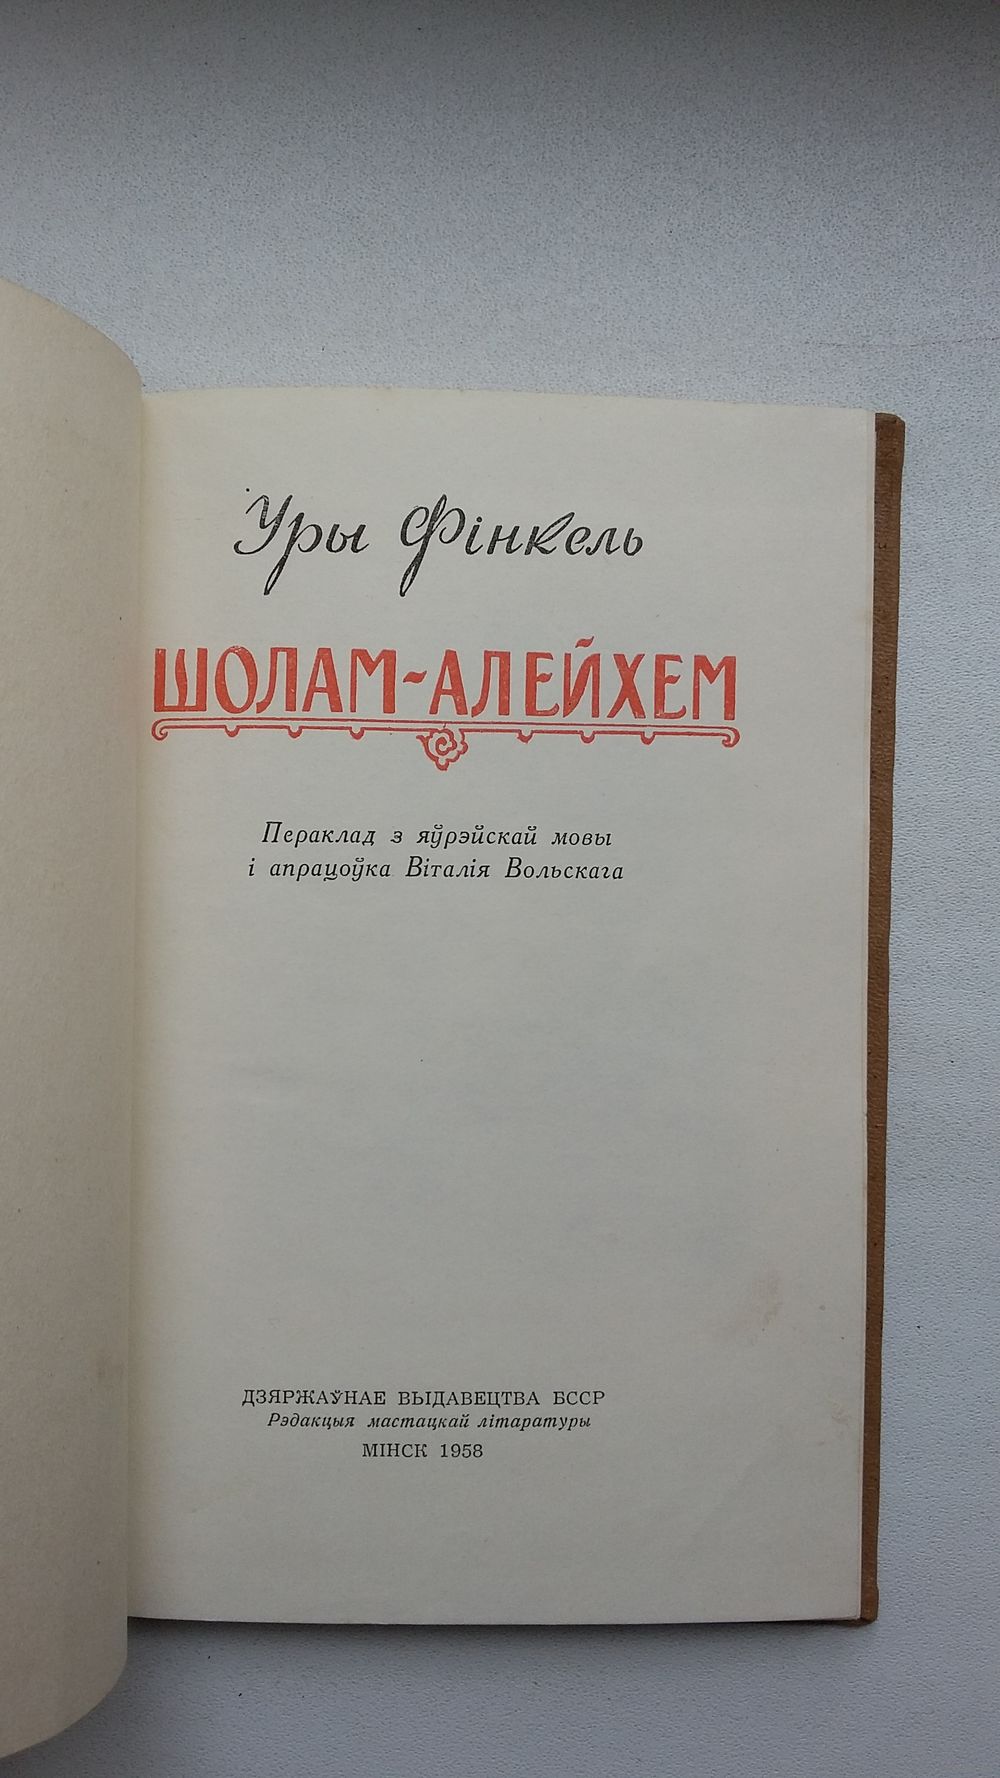 Уры Фінкель
ШОЛАМ-АЛЕЙХЕМ
Пераклад з яўрэйскай мовы
і апрацоўка Віталія Вольскага
ДЗЯРЖАЎНАЕ ВЫДАВЕЦТВА БССР
Рэдакцыя мастацкай літаратуры
МІНСК 1958